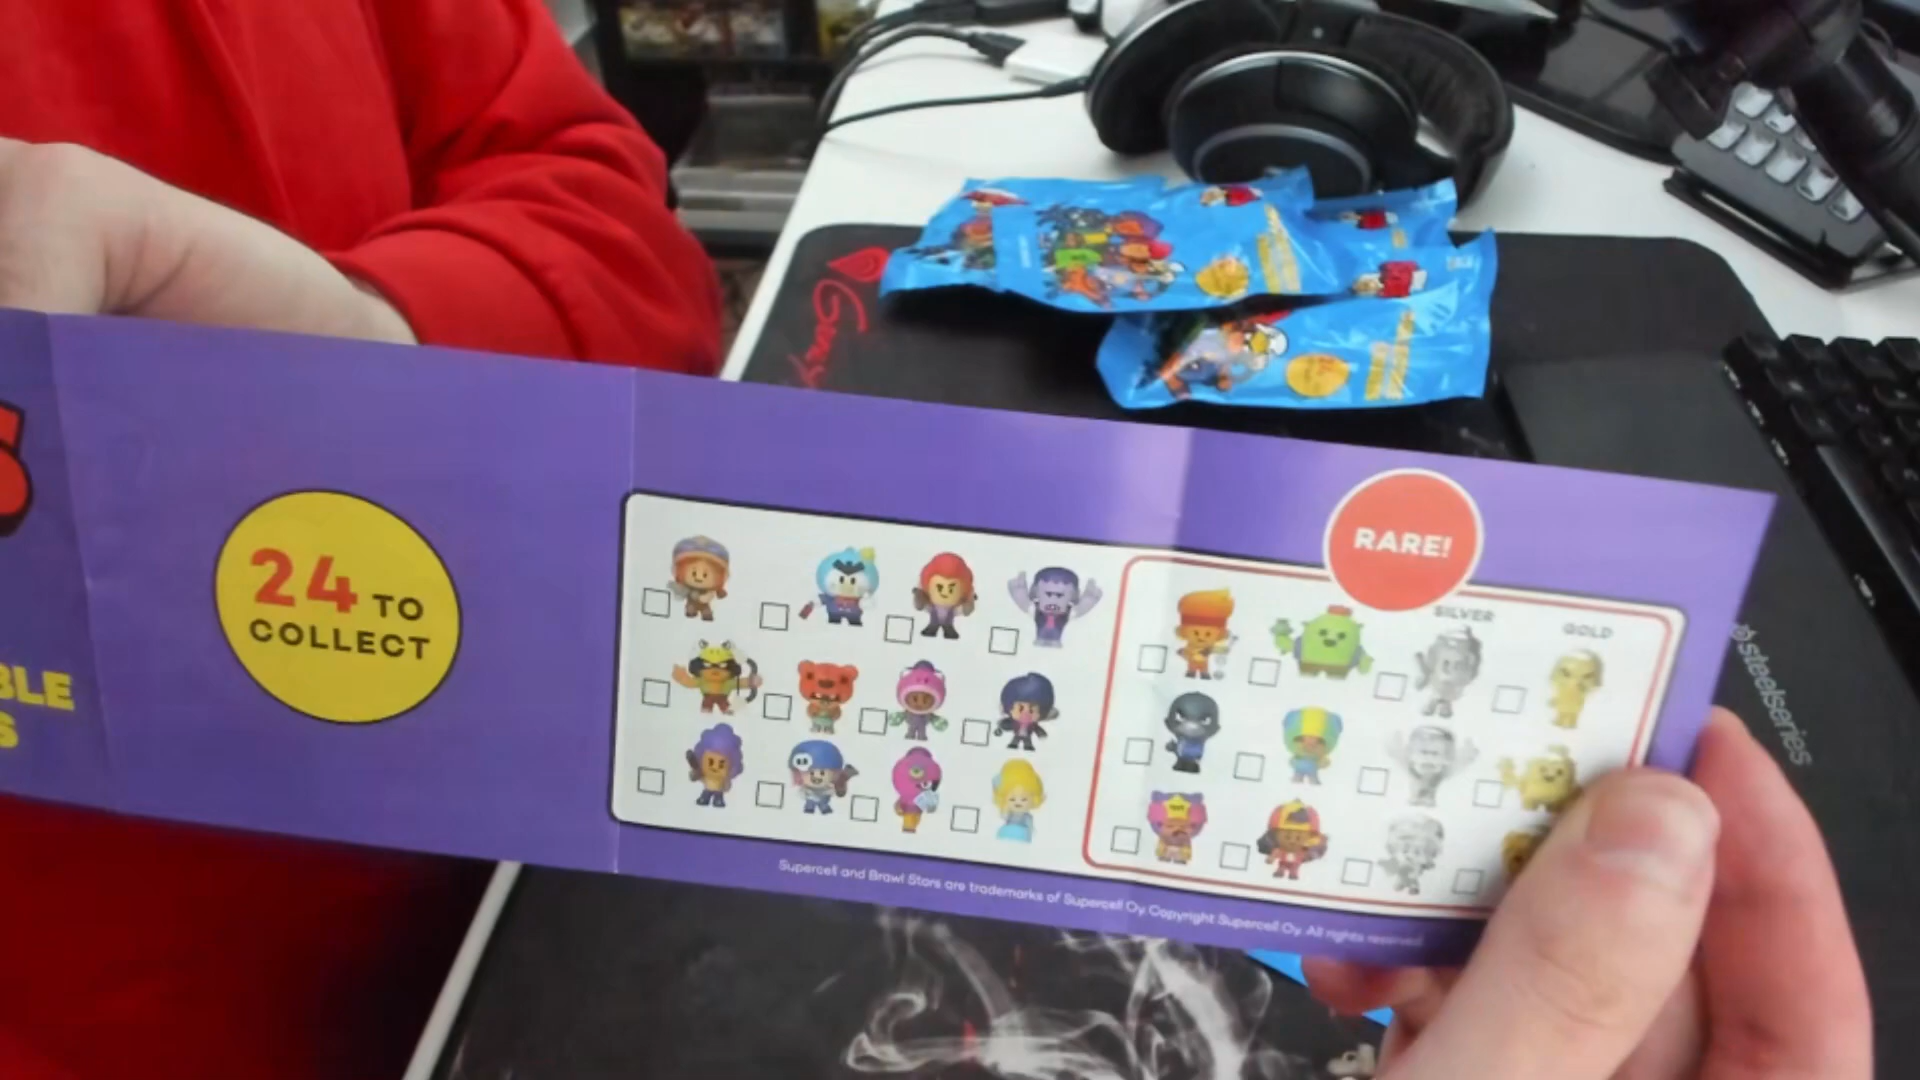 24 TO
COLLECT
BLE
S
RARE!
SILVER
GOLD
Supercell and Brawl Stars are trademarks of Supercell Oy. Copyright Supercell Oy. All rights reserved
steelseries